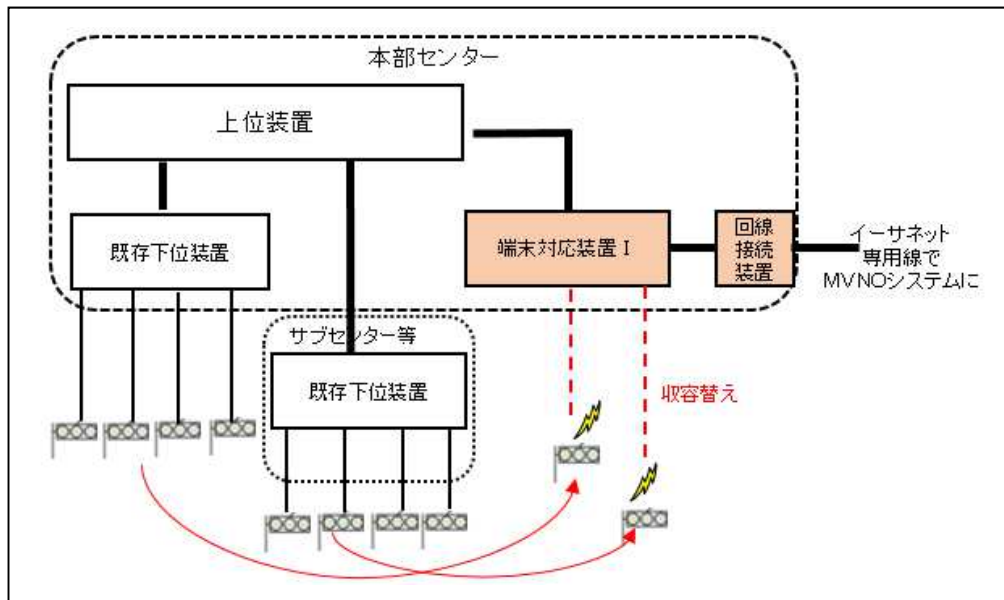 本部センター
上位装置
既存下位装置
端末対応装置Ⅰ
回線
接続
装置
イーサネット
専用線で
MVNOシステムに
サブセンター等
既存下位装置
収容替え